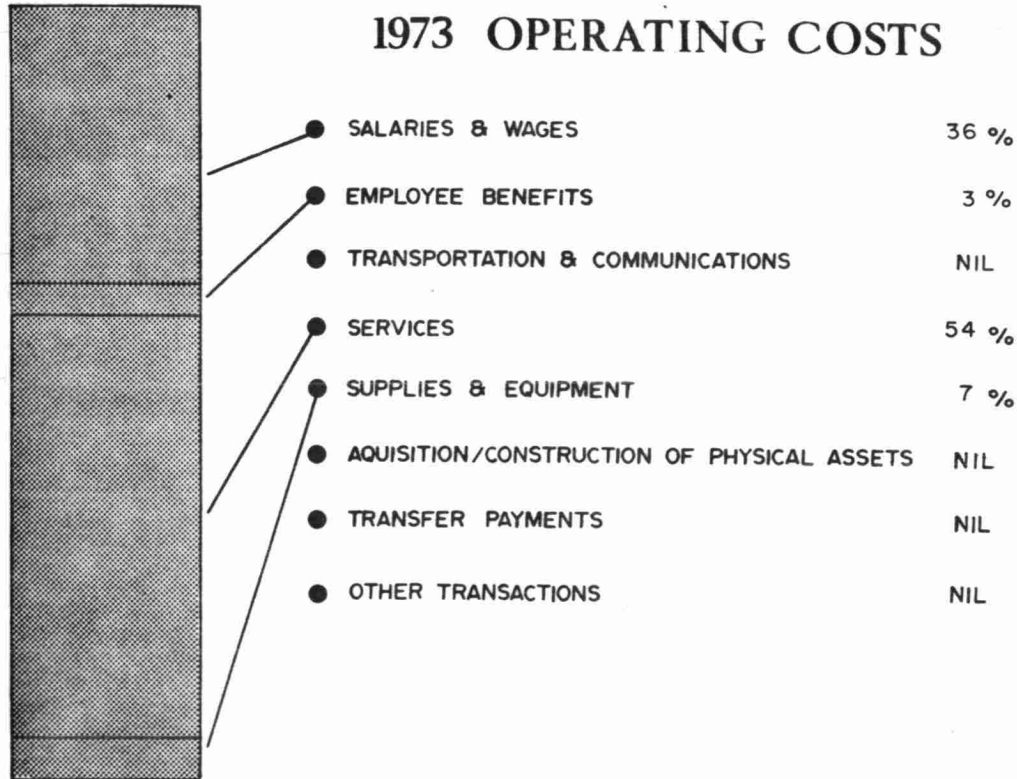 1973 OPERATING COSTS
● SALARIES & WAGES 36 %
● EMPLOYEE BENEFITS 3 %
● TRANSPORTATION & COMMUNICATIONS NIL
● SERVICES 54 %
● SUPPLIES & EQUIPMENT 7 %
● AQUISITION/CONSTRUCTION OF PHYSICAL ASSETS NIL
● TRANSFER PAYMENTS NIL
● OTHER TRANSACTIONS NIL